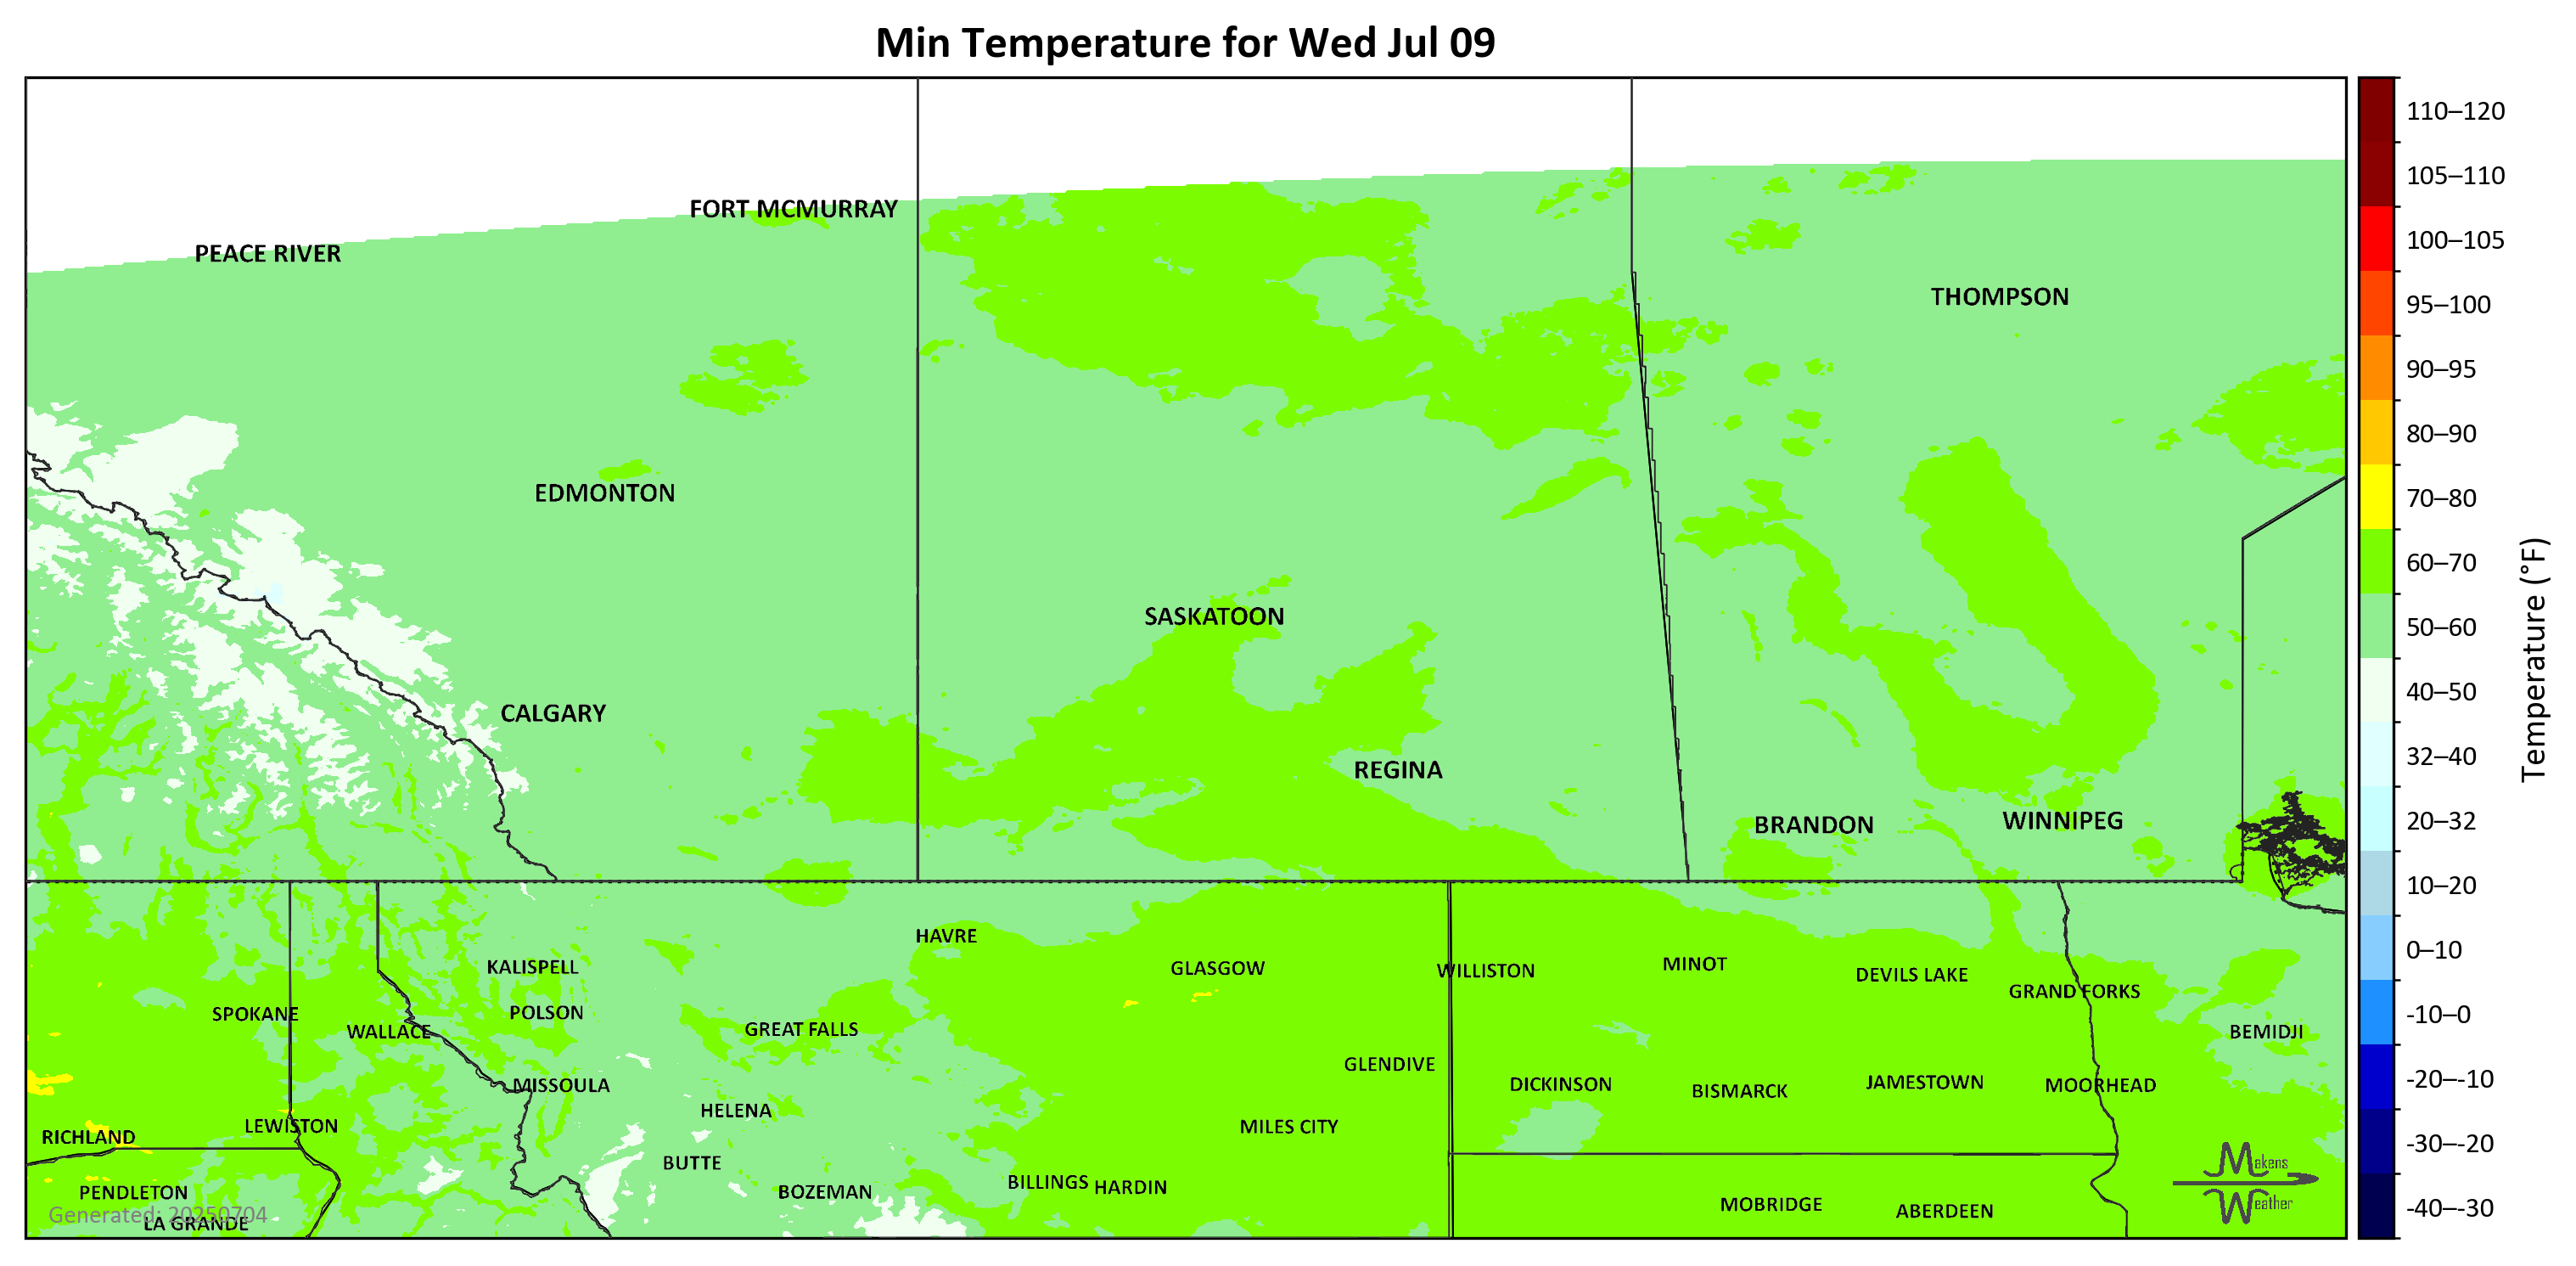 Min Temperature for Wed Jul 09
FORT MCMURRAY
PEACE RIVER
THOMPSON
EDMONTON
SASKATOON
CALGARY
REGINA
BRANDON
WINNIPEG
HAVRE
KALISPELL
GLASGOW
WILLISTON
MINOT
DEVILS LAKE
GRAND FORKS
SPOKANE
POLSON
WALLACE
GREAT FALLS
BEMIDJI
GLENDIVE
MISSOULA
DICKINSON
BISMARCK
JAMESTOWN
MOORHEAD
HELENA
LEWISTON
MILES CITY
RICHLAND
BUTTE
BILLINGS
HARDIN
PENDLETON
BOZEMAN
MOBRIDGE
ABERDEEN
Generated: 20250704
LA GRANDE
Makens
Weather
110–120
105–110
100–105
95–100
90–95
80–90
70–80
60–70
50–60
40–50
32–40
20–32
10–20
0–10
-10–0
-20–-10
-30–-20
-40–-30
Temperature (°F)